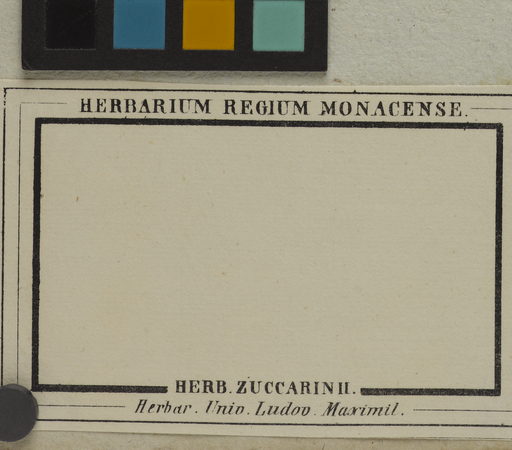 HERBARIUM REGIUM MONACENSE.
HERB. ZUCCARINII.
Herbar. Univ. Ludov. Maximil.